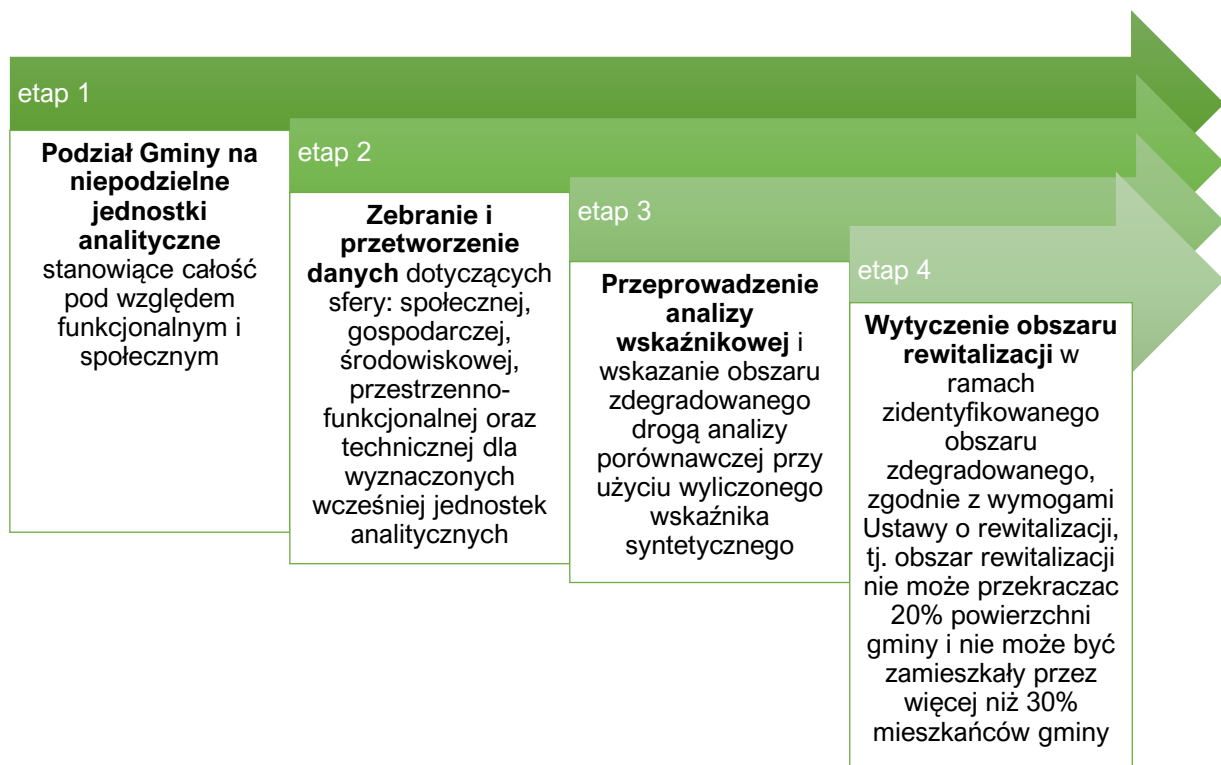 etap 1
Podział Gminy na
niepodzielne
jednostki
analityczne
stanowiące całość
pod względem
funkcjonalnym i
społecznym
etap 2
Zebranie i
przetworzenie
danych dotyczących
sfery: społecznej,
gospodarczej,
środowiskowej,
przestrzenno-
funkcjonalnej oraz
technicznej dla
wyznaczonych
wcześniej jednostek
analitycznych
etap 3
Przeprowadzenie
analizy
wskaźnikowej i
wskazanie obszaru
zdegradowanego
drogą analizy
porównawczej przy
użyciu wyliczonego
wskaźnika
syntetycznego
etap 4
Wytyczenie obszaru
rewitalizacji w
ramach
zidentyfikowanego
obszaru
zdegradowanego,
zgodnie z wymogami
Ustawy o rewitalizacji,
tj. obszar rewitalizacji
nie może przekraczac
20% powierzchni
gminy i nie może być
zamieszkały przez
więcej niż 30%
mieszkańców gminy